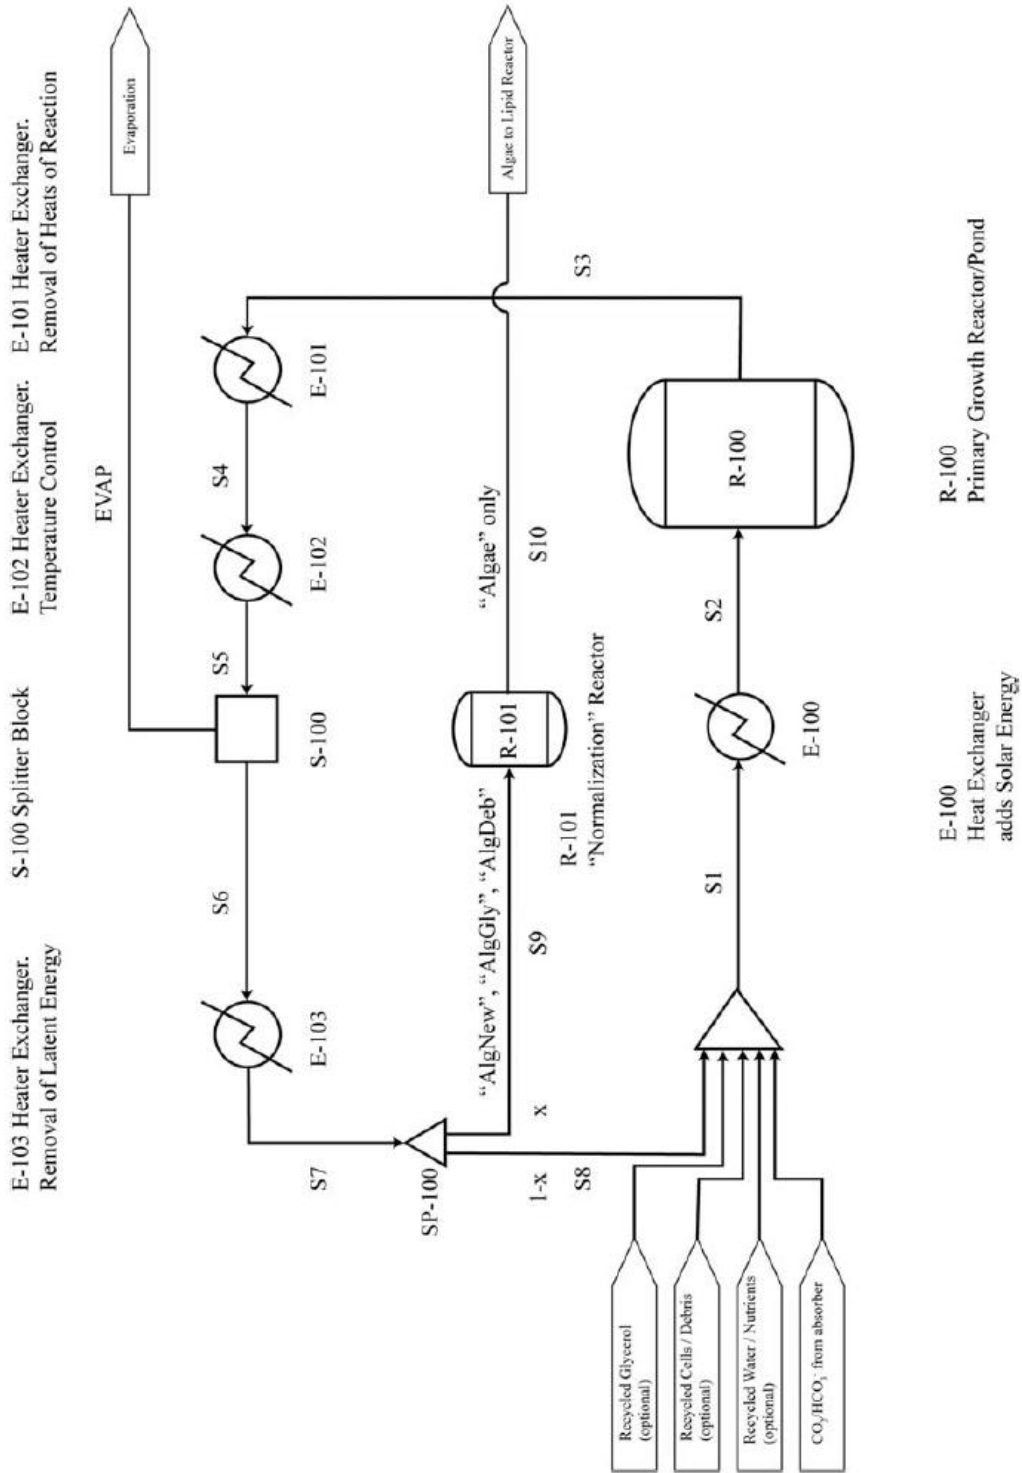 E-103 Heater Exchanger.
Removal of Latent Energy
S-100 Splitter Block
E-102 Heater Exchanger.
Temperature Control
E-101 Heater Exchanger.
Removal of Heats of Reaction
EVAP
Evaporation
E-103
S6
S-100
S5
E-102
S4
E-101
S7
SP-100
1-x
S8
x
"AlgNew", "AlgGly", "AlgDeb"
S9
R-101
R-101
"Normalization" Reactor
"Algae" only
S10
Algae to Lipid Reactor
S3
Recycled Glycerol
(optional)
Recycled Cells / Debris
(optional)
Recycled Water / Nutrients
(optional)
CO₂/HCO₃⁻ from absorber
S1
E-100
S2
R-100
E-100
Heat Exchanger
adds Solar Energy
R-100
Primary Growth Reactor/Pond